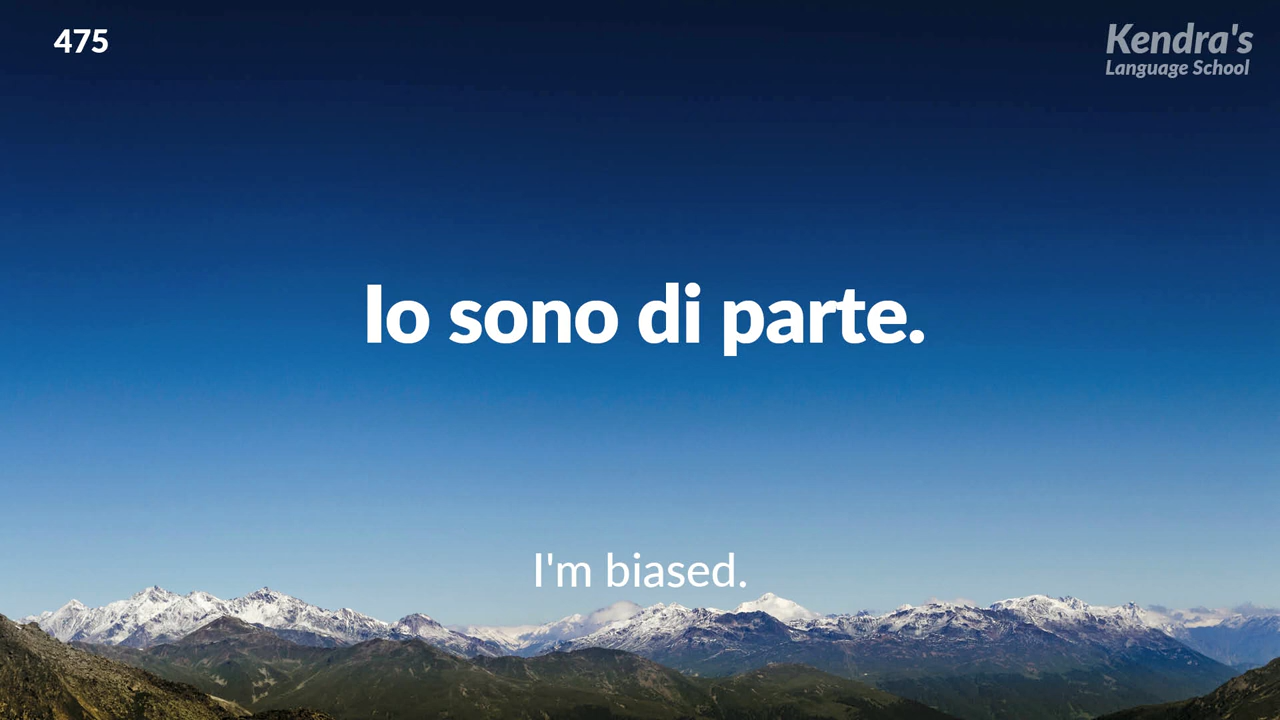 475
Kendra's
Language School
Io sono di parte.
I'm biased.